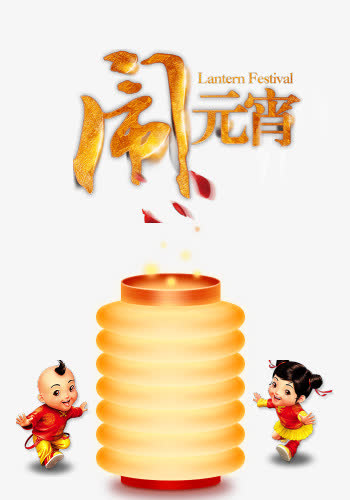 闹元宵
Lantern Festival